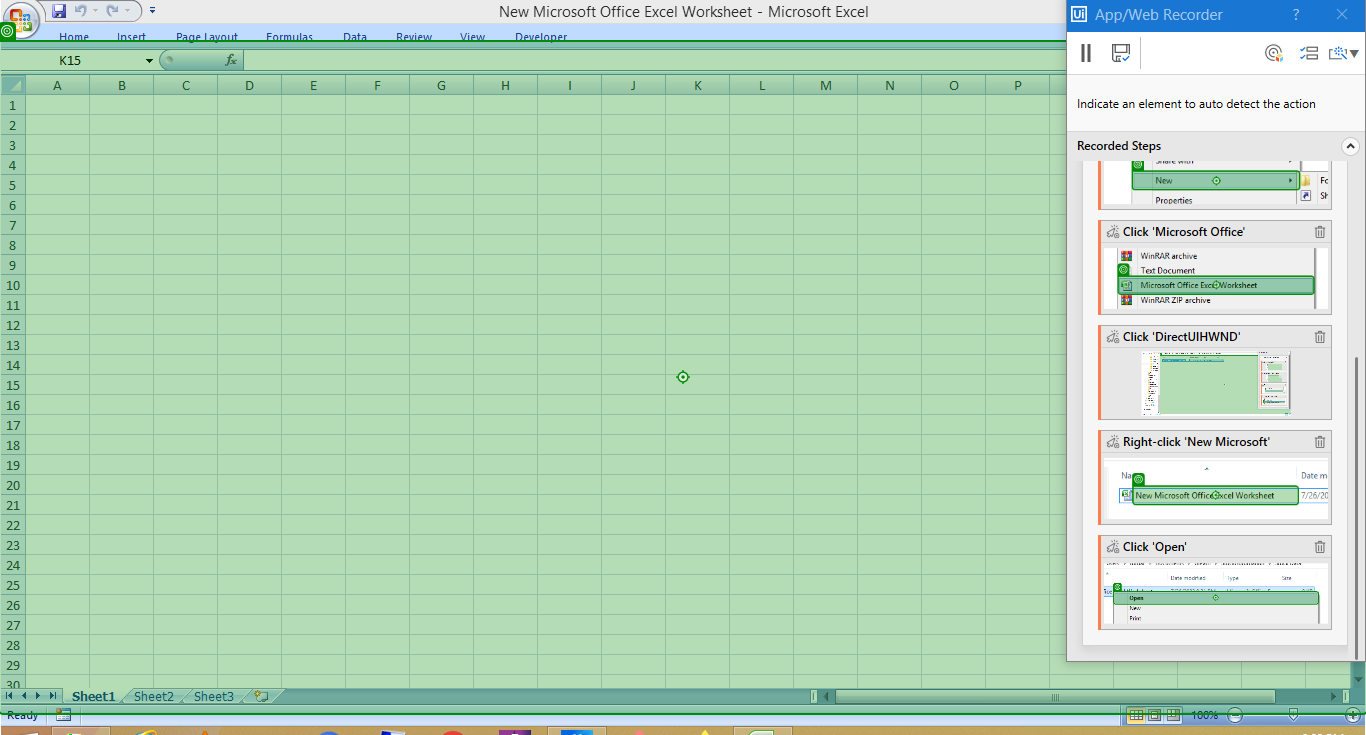 New Microsoft Office Excel Worksheet - Microsoft Excel
Home Insert Page Layout Formulas Data Review View Developer
K15 fx
A B C D E F G H I J K L M N O P
1
2
3
4
5
6
7
8
9
10
11
12
13
14
15
16
17
18
19
20
21
22
23
24
25
26
27
28
29
30
Sheet1 Sheet2 Sheet3
Ready 100%
Ui App/Web Recorder ?
Indicate an element to auto detect the action
Recorded Steps
Share with
New Fo
Sh
Properties
Click 'Microsoft Office'
WinRAR archive
Text Document
Microsoft Office Excel Worksheet
WinRAR ZIP archive
Click 'DirectUIHWND'
Right-click 'New Microsoft'
Na Date m
New Microsoft Office Excel Worksheet 7/26/20
Click 'Open'
Date modified Type Size
Open
New
Print